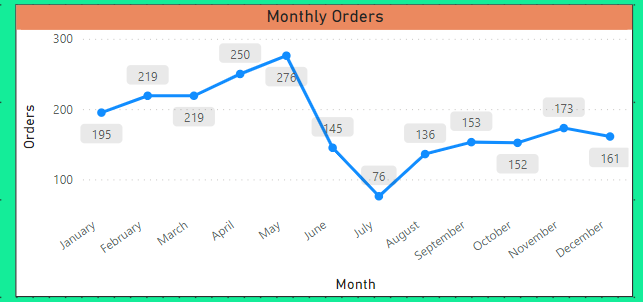 Monthly Orders
300
200
100
Orders
195
219
219
250
276
145
76
136
153
152
173
161
January
February
March
April
May
June
July
August
September
October
November
December
Month